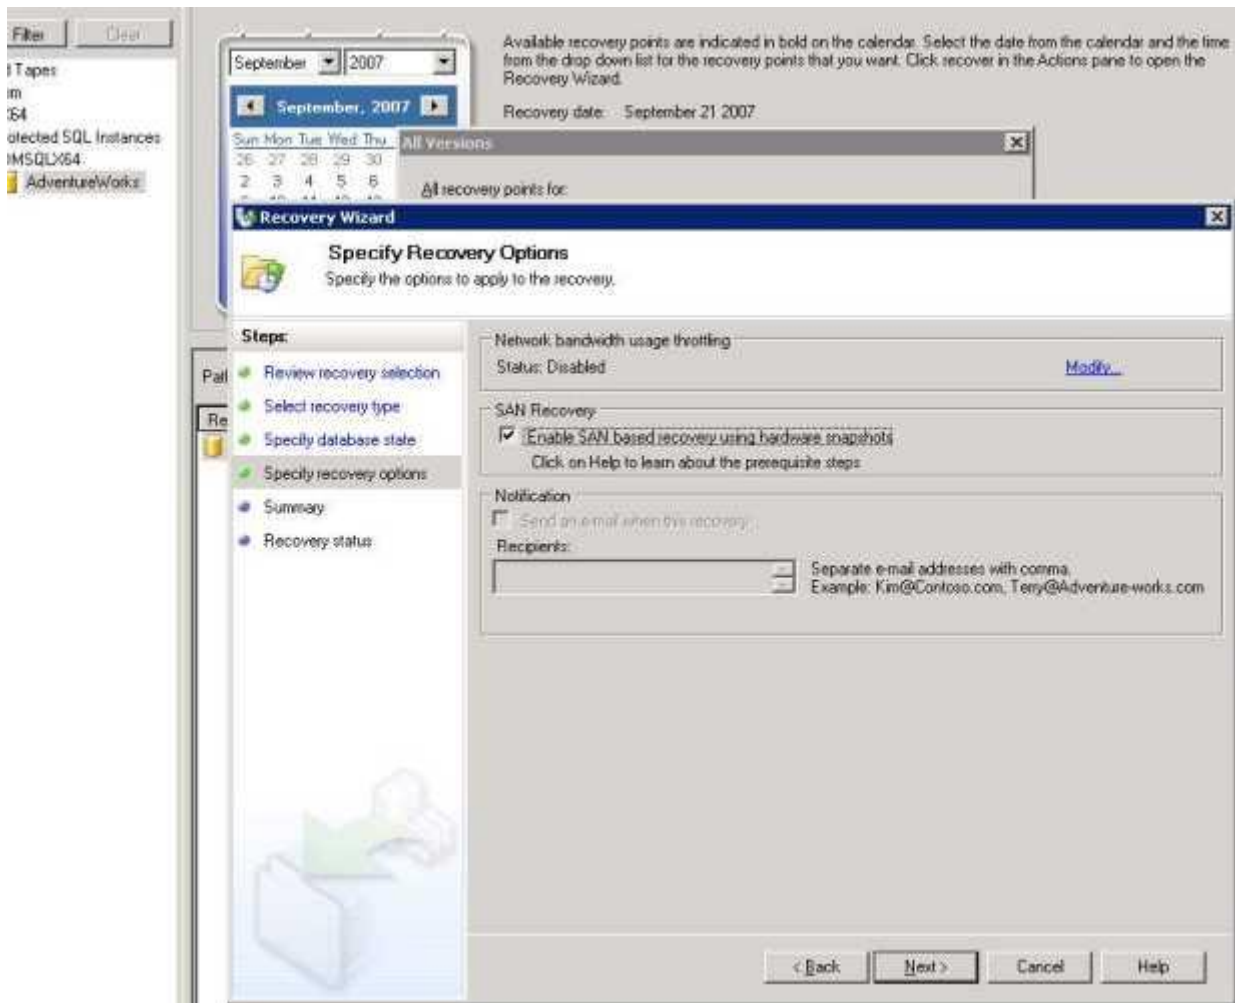 Filter
Clear
Tapes
64
otected SQL Instances
MSQLX64
AdventureWorks
September
2007
September, 2007
Sun Mon Tue Wed Thu
26 27 28 29 30
2 3 4 5 6
Available recovery points are indicated in bold on the calendar. Select the date from the calendar and the time
from the drop down list for the recovery points that you want. Click recover in the Actions pane to open the
Recovery Wizard.
Recovery date: September 21 2007
All Versions
All recovery points for:
Recovery Wizard
Specify Recovery Options
Specify the options to apply to the recovery.
Steps:
Review recovery selection
Select recovery type
Specify database state
Specify recovery options
Summary
Recovery status
Pat
Re
Network bandwidth usage throttling
Status: Disabled
Modify...
SAN Recovery
Enable SAN based recovery using hardware snapshots
Click on Help to learn about the prerequisite steps
Notification
Send an e-mail when this recovery
Recipients:
Separate e-mail addresses with comma.
Example: Kim@Contoso.com, Terry@Adventure-works.com
< Back
Next >
Cancel
Help